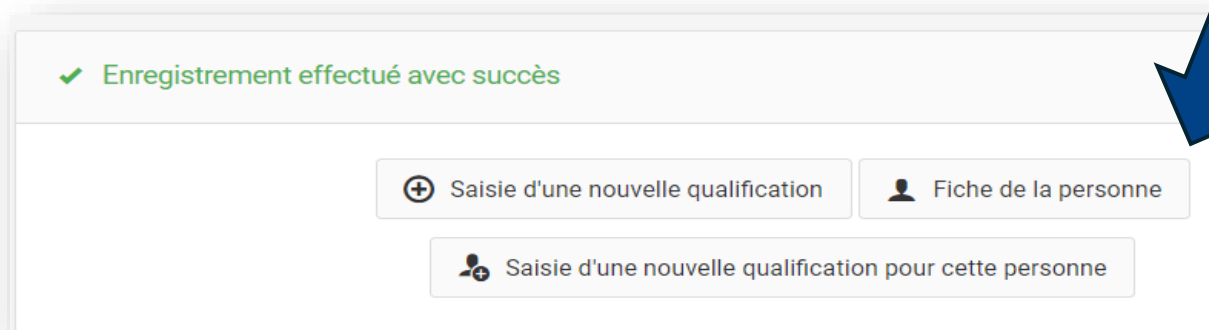 Enregistrement effectué avec succès
Saisie d'une nouvelle qualification
Fiche de la personne
Saisie d'une nouvelle qualification pour cette personne